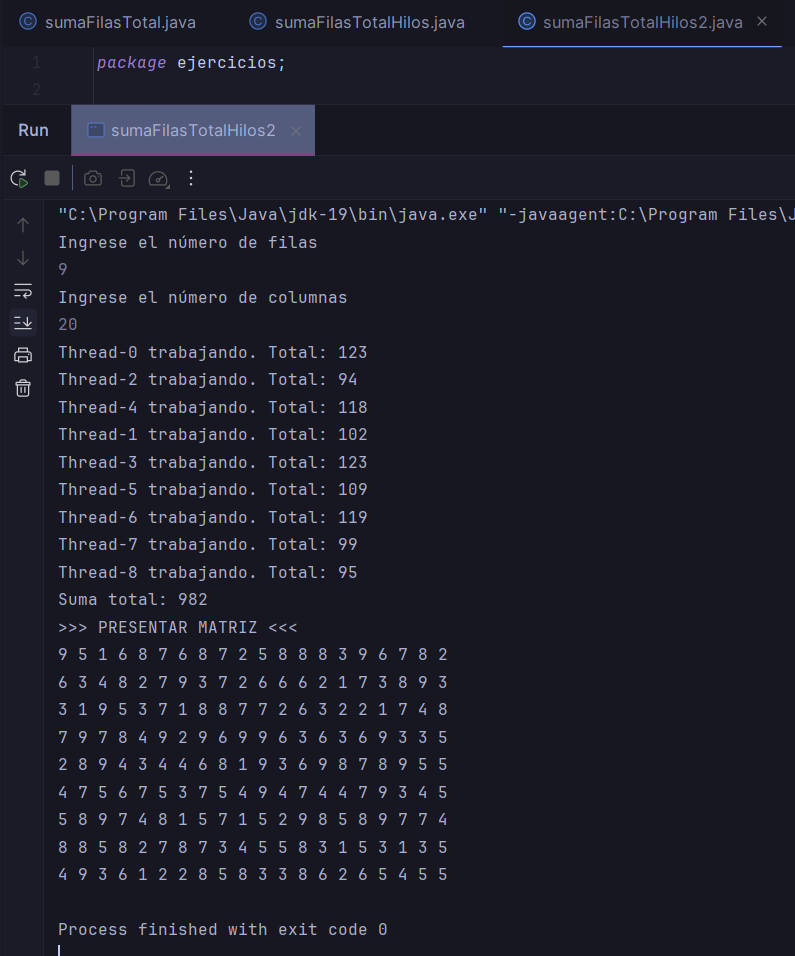 sumaFilasTotal.java sumaFilasTotalHilos.java sumaFilasTotalHilos2.java
1 package ejercicios;
2
Run sumaFilasTotalHilos2
"C:\Program Files\Java\jdk-19\bin\java.exe" "-javaagent:C:\Program Files\J
Ingrese el número de filas
9
Ingrese el número de columnas
20
Thread-0 trabajando. Total: 123
Thread-2 trabajando. Total: 94
Thread-4 trabajando. Total: 118
Thread-1 trabajando. Total: 102
Thread-3 trabajando. Total: 123
Thread-5 trabajando. Total: 109
Thread-6 trabajando. Total: 119
Thread-7 trabajando. Total: 99
Thread-8 trabajando. Total: 95
Suma total: 982
>>> PRESENTAR MATRIZ <<<
9 5 1 6 8 7 6 8 7 2 5 8 8 8 3 9 6 7 8 2
6 3 4 8 2 7 9 3 7 2 6 6 6 2 1 7 3 8 9 3
3 1 9 5 3 7 1 8 8 7 7 2 6 3 2 2 1 7 4 8
7 9 7 8 4 9 2 9 6 9 9 6 3 6 3 6 9 3 3 5
2 8 9 4 3 4 4 6 8 1 9 3 6 9 8 7 8 9 5 5
4 7 5 6 7 5 3 7 5 4 9 4 7 4 4 7 9 3 4 5
5 8 9 7 4 8 1 5 7 1 5 2 9 8 5 8 9 7 7 4
8 8 5 8 2 7 8 7 3 4 5 5 8 3 1 5 3 1 3 5
4 9 3 6 1 2 2 8 5 8 3 3 8 6 2 6 5 4 5 5
Process finished with exit code 0